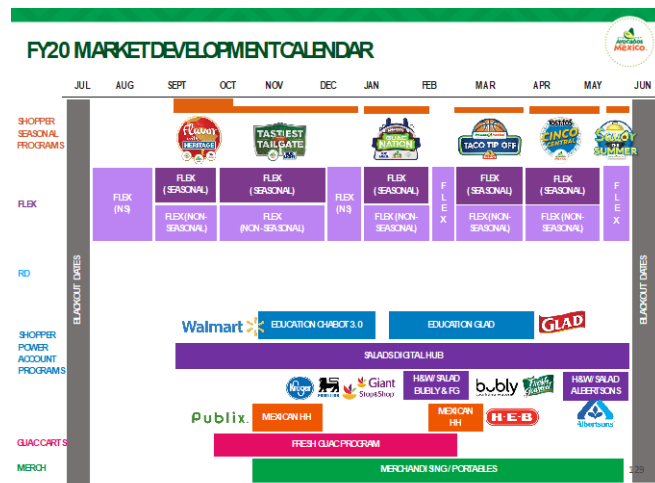 FY20 MARKET DEVELOPMENT CALENDAR
Avocados
From
Mexico
JUL AUG SEPT OCT NOV DEC JAN FEB MAR APR MAY JUN
SHOPPER
SEASONAL
PROGRAMS
Flavor
HERITAGE
TASTIEST
TAILGATE
GUAC
NATION
TACO TIP OFF
TOSTITOS
CINCO
CENTRAL
SUMMER
FLEX
FLEX
(NS)
FLEX
(SEASONAL)
FLEX
(SEASONAL)
FLEX
(NS)
FLEX
(SEASONAL)
F
L
E
X
FLEX
(SEASONAL)
FLEX
(SEASONAL)
F
L
E
X
FLEX (NON-
SEASONAL)
FLEX
(NON-SEASONAL)
FLEX (NON-
SEASONAL)
FLEX (NON-
SEASONAL)
FLEX (NON-
SEASONAL)
BLACKOUT DATES
BLACKOUT DATES
RD
SHOPPER
POWER
ACCOUNT
PROGRAMS
Walmart
EDUCATION CHABOT 3.0
EDUCATION GLAD
GLAD
SALADS DIGITAL HUB
Kroger
Giant
Stop&Shop
H&W/ SALAD
BUBLY & FG
bubly
H&W/ SALAD
ALBERTSONS
Publix.
MEXICAN HH
MEXICAN
HH
H-E-B
Albertsons
GUAC CARTS
FRESH GUAC PROGRAM
MERCH
MERCHANDISING / PORTABLES
129